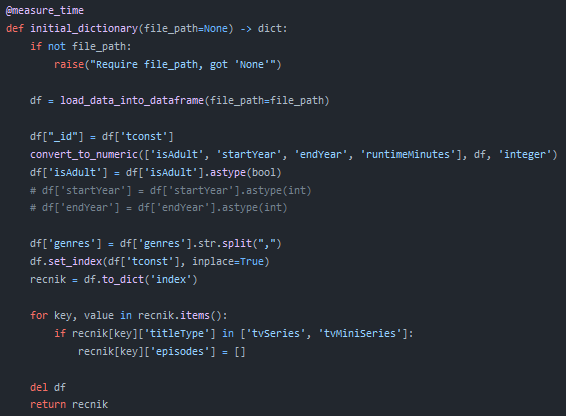 @measure_time
def initial_dictionary(file_path=None) -> dict:
    if not file_path:
        raise("Require file_path, got 'None'")
    df = load_data_into_dataframe(file_path=file_path)
    df["_id"] = df['tconst']
    convert_to_numeric(['isAdult', 'startYear', 'endYear', 'runtimeMinutes'], df, 'integer')
    df['isAdult'] = df['isAdult'].astype(bool)
    # df['startYear'] = df['startYear'].astype(int)
    # df['endYear'] = df['endYear'].astype(int)
    df['genres'] = df['genres'].str.split(",")
    df.set_index(df['tconst'], inplace=True)
    recnik = df.to_dict('index')
    for key, value in recnik.items():
        if recnik[key]['titleType'] in ['tvSeries', 'tvMiniSeries']:
            recnik[key]['episodes'] = []
    del df
    return recnik